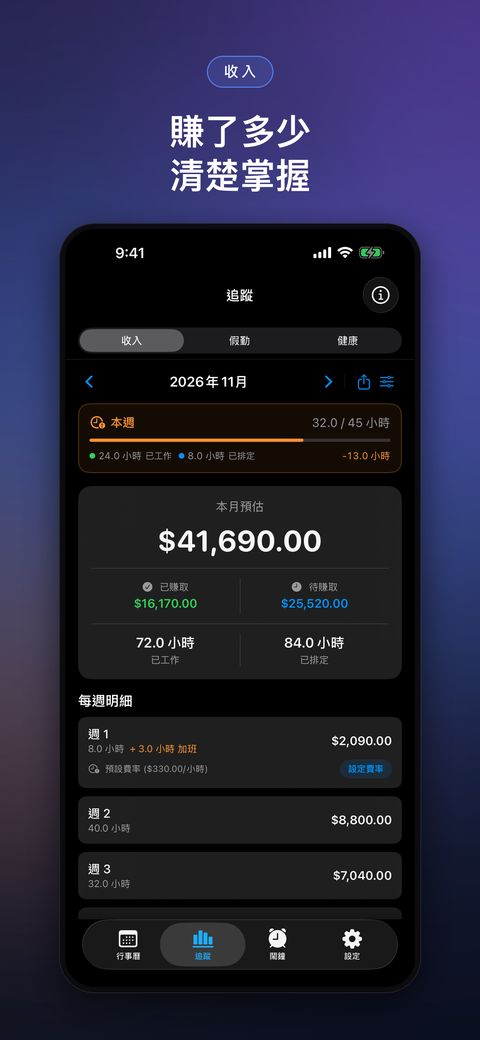 收入
賺了多少
清楚掌握
9:41
追蹤
收入 假勤 健康
2026年11月
本週 32.0 / 45 小時
24.0 小時 已工作 8.0 小時 已排定 -13.0 小時
本月預估
$41,690.00
已賺取 待賺取
$16,170.00 $25,520.00
72.0 小時 84.0 小時
已工作 已排定
每週明細
週 1 $2,090.00
8.0 小時 + 3.0 小時 加班
預設費率 ($330.00/小時) 設定費率
週 2 $8,800.00
40.0 小時
週 3 $7,040.00
32.0 小時
行事曆 追蹤 鬧鐘 設定